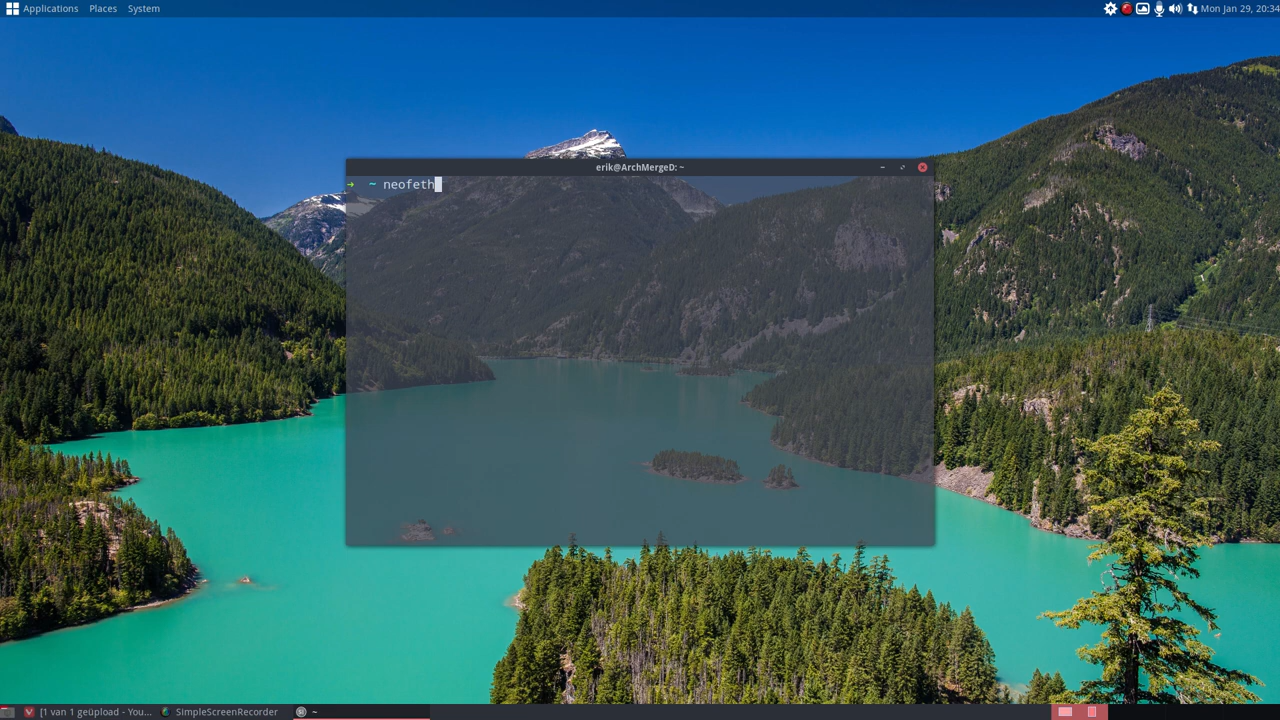 Applications Places System
Mon Jan 29, 20:34
erik@ArchMergeD: ~
➜ ~ neofeth
[1 van 1 geüpload - You...
SimpleScreenRecorder
~